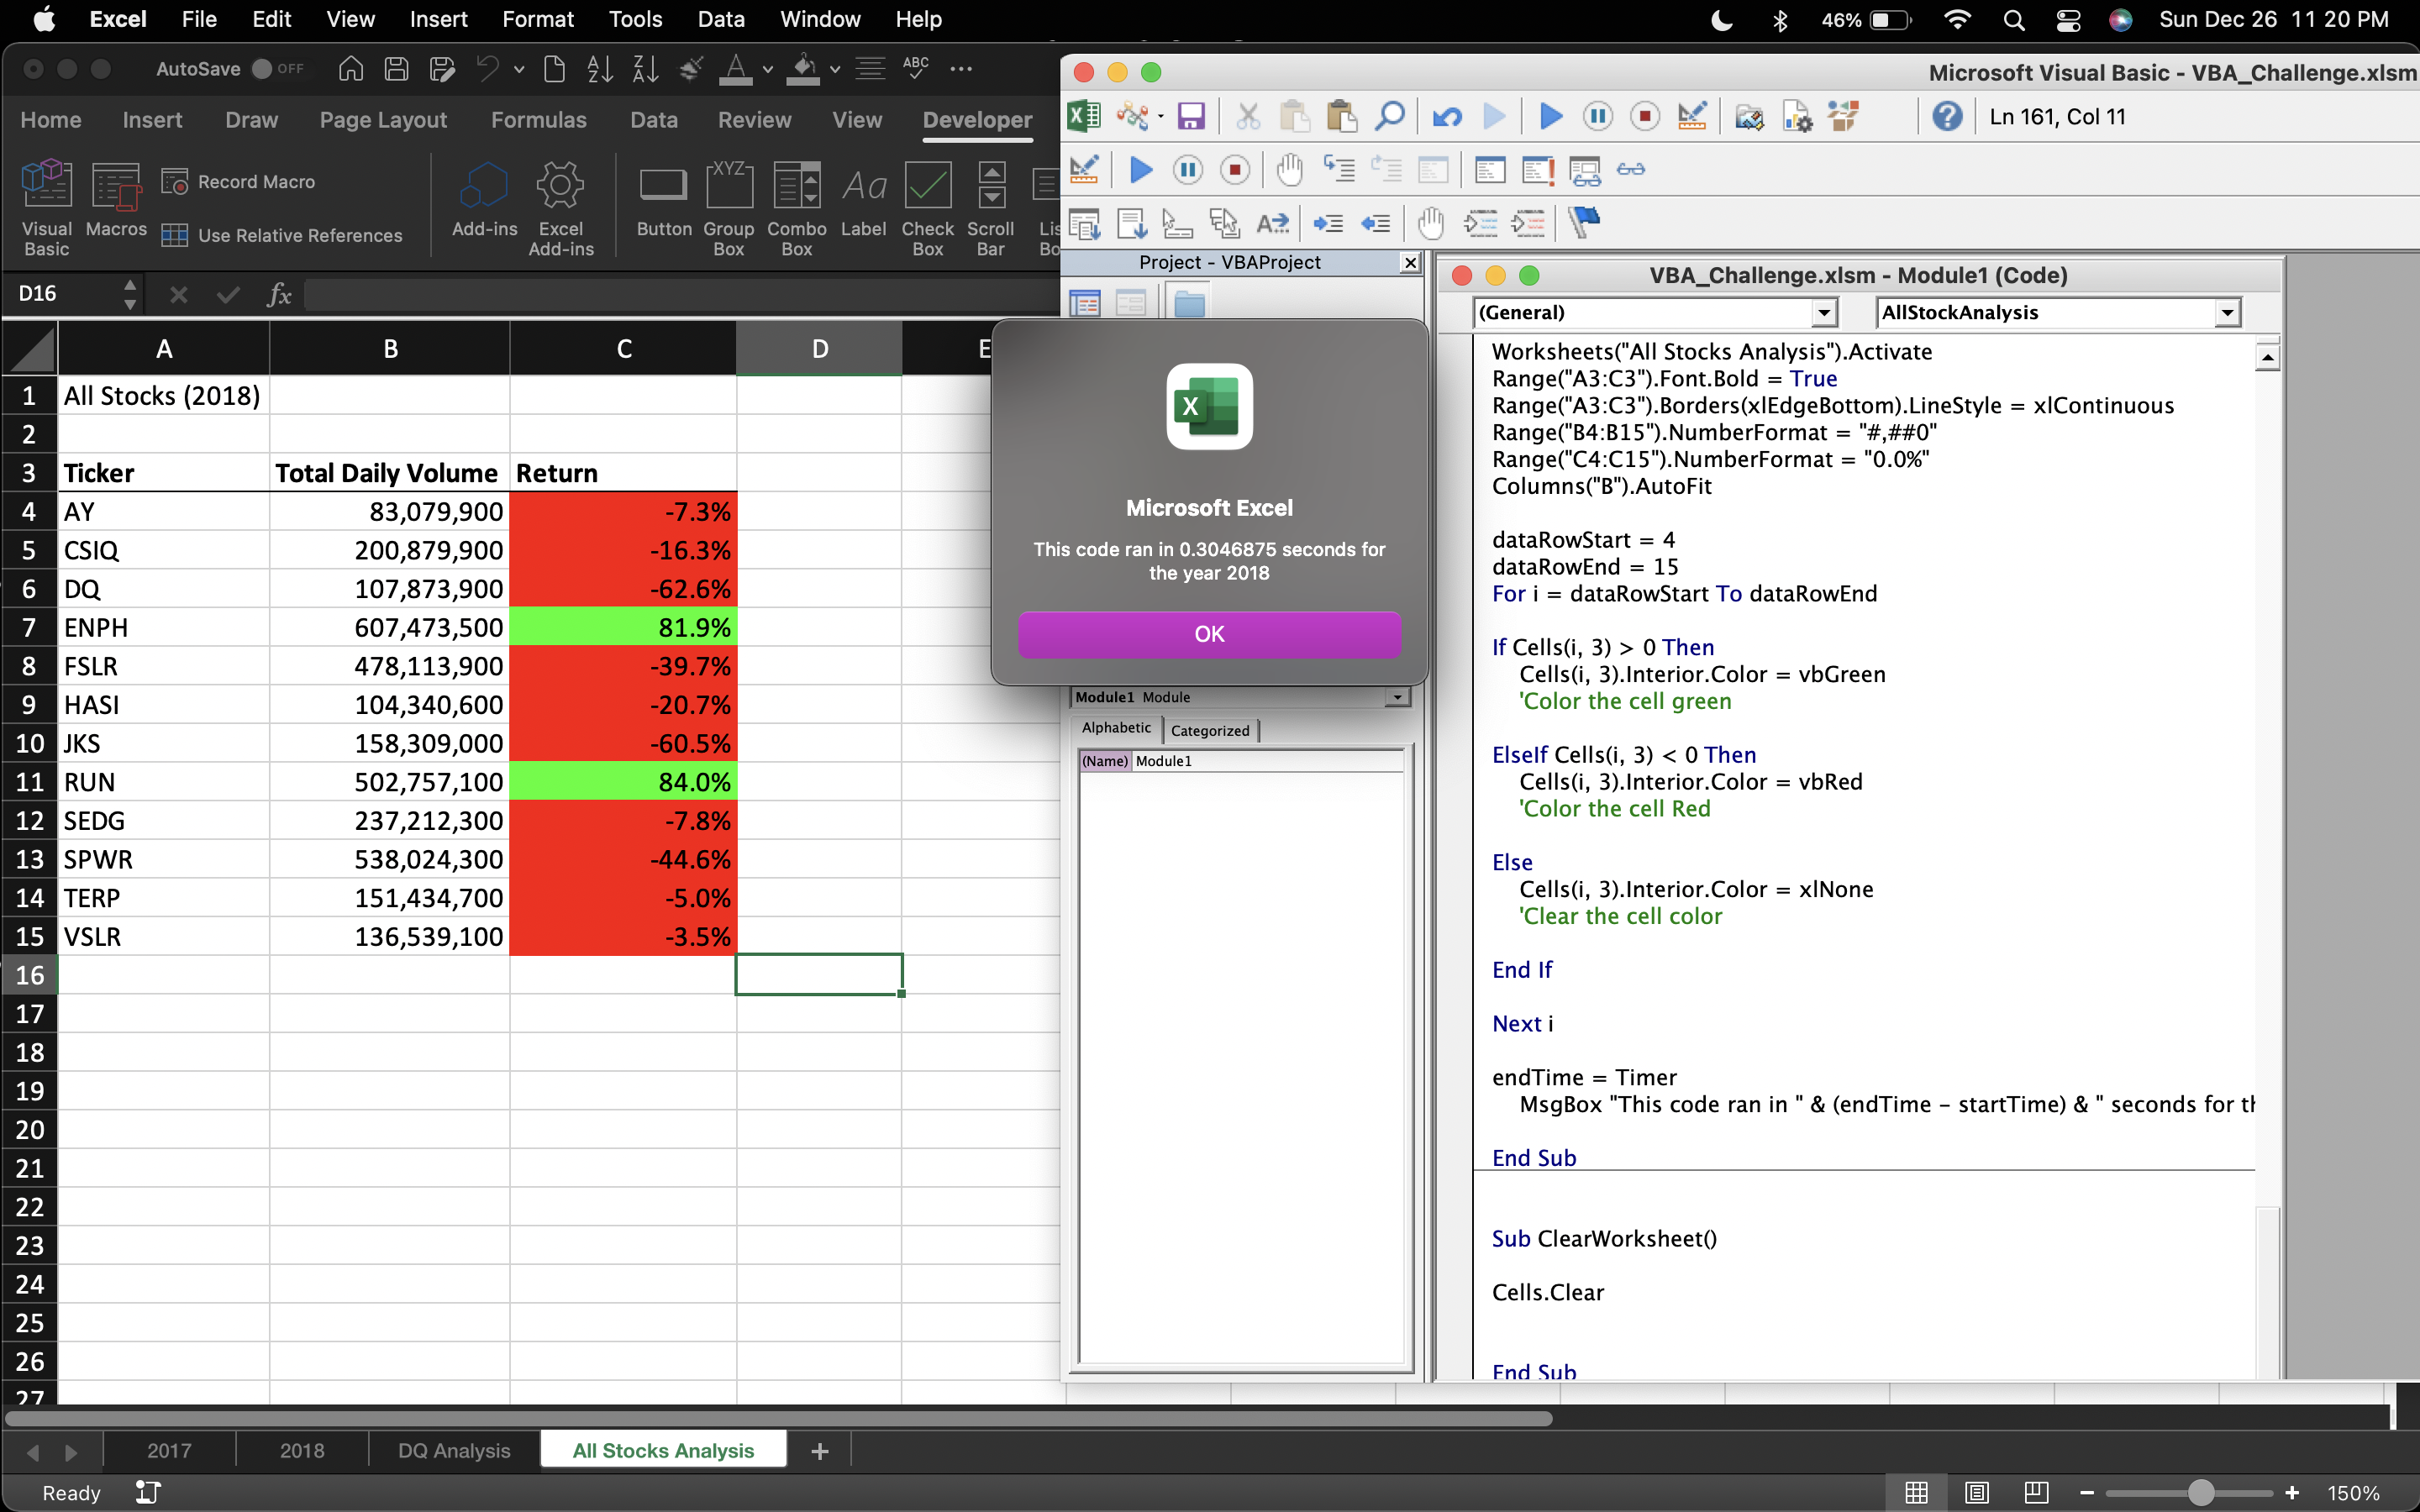 Excel File Edit View Insert Format Tools Data Window Help
46% Sun Dec 26 11 20 PM
AutoSave OFF
Home Insert Draw Page Layout Formulas Data Review View Developer
Visual Basic
Macros
Record Macro
Use Relative References
Add-ins
Excel Add-ins
XYZ
Aa
Button
Group Box
Combo Box
Label
Check Box
Scroll Bar
D16
fx
A B C D
1 All Stocks (2018)
2
3 Ticker Total Daily Volume Return
4 AY 83,079,900 -7.3%
5 CSIQ 200,879,900 -16.3%
6 DQ 107,873,900 -62.6%
7 ENPH 607,473,500 81.9%
8 FSLR 478,113,900 -39.7%
9 HASI 104,340,600 -20.7%
10 JKS 158,309,000 -60.5%
11 RUN 502,757,100 84.0%
12 SEDG 237,212,300 -7.8%
13 SPWR 538,024,300 -44.6%
14 TERP 151,434,700 -5.0%
15 VSLR 136,539,100 -3.5%
16
17
18
19
20
21
22
23
24
25
26
27
2017 2018 DQ Analysis All Stocks Analysis +
Ready
150%
Microsoft Visual Basic - VBA_Challenge.xlsm
Ln 161, Col 11
Project - VBAProject
Microsoft Excel
This code ran in 0.3046875 seconds for
the year 2018
OK
Module1 Module
Alphabetic Categorized
(Name) Module1
VBA_Challenge.xlsm - Module1 (Code)
(General) AllStockAnalysis
Worksheets("All Stocks Analysis").Activate
Range("A3:C3").Font.Bold = True
Range("A3:C3").Borders(xlEdgeBottom).LineStyle = xlContinuous
Range("B4:B15").NumberFormat = "#,##0"
Range("C4:C15").NumberFormat = "0.0%"
Columns("B").AutoFit
dataRowStart = 4
dataRowEnd = 15
For i = dataRowStart To dataRowEnd
If Cells(i, 3) > 0 Then
Cells(i, 3).Interior.Color = vbGreen
'Color the cell green
ElseIf Cells(i, 3) < 0 Then
Cells(i, 3).Interior.Color = vbRed
'Color the cell Red
Else
Cells(i, 3).Interior.Color = xlNone
'Clear the cell color
End If
Next i
endTime = Timer
MsgBox "This code ran in " & (endTime - startTime) & " seconds for
End Sub
Sub ClearWorksheet()
Cells.Clear
End Sub